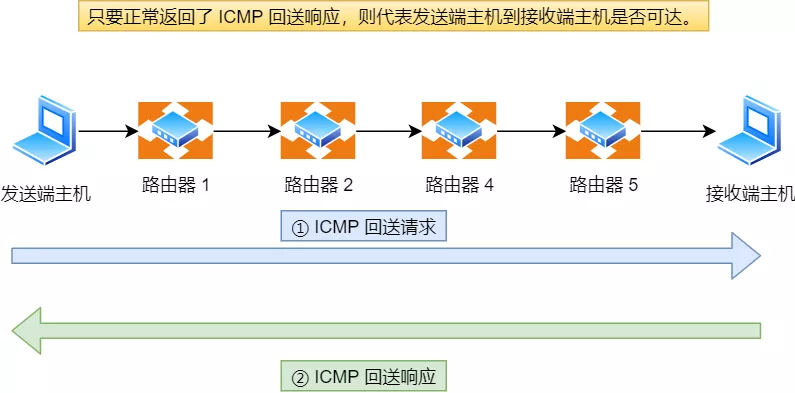 只要正常返回了 ICMP 回送响应，则代表发送端主机到接收端主机是否可达。
发送端主机
路由器 1
路由器 2
路由器 4
路由器 5
接收端主机
① ICMP 回送请求
② ICMP 回送响应